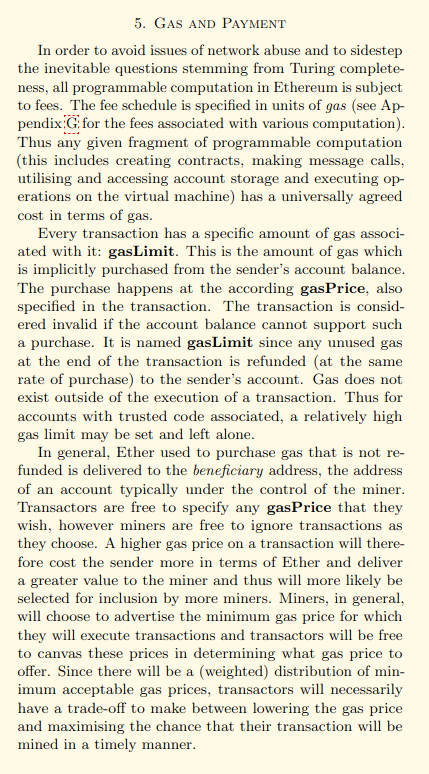 5. Gas and Payment
In order to avoid issues of network abuse and to sidestep
the inevitable questions stemming from Turing complete-
ness, all programmable computation in Ethereum is subject
to fees. The fee schedule is specified in units of gas (see Ap-
pendix G for the fees associated with various computation).
Thus any given fragment of programmable computation
(this includes creating contracts, making message calls,
utilising and accessing account storage and executing op-
erations on the virtual machine) has a universally agreed
cost in terms of gas.
Every transaction has a specific amount of gas associ-
ated with it: gasLimit. This is the amount of gas which
is implicitly purchased from the sender's account balance.
The purchase happens at the according gasPrice, also
specified in the transaction. The transaction is consid-
ered invalid if the account balance cannot support such
a purchase. It is named gasLimit since any unused gas
at the end of the transaction is refunded (at the same
rate of purchase) to the sender's account. Gas does not
exist outside of the execution of a transaction. Thus for
accounts with trusted code associated, a relatively high
gas limit may be set and left alone.
In general, Ether used to purchase gas that is not re-
funded is delivered to the beneficiary address, the address
of an account typically under the control of the miner.
Transactors are free to specify any gasPrice that they
wish, however miners are free to ignore transactions as
they choose. A higher gas price on a transaction will there-
fore cost the sender more in terms of Ether and deliver
a greater value to the miner and thus will more likely be
selected for inclusion by more miners. Miners, in general,
will choose to advertise the minimum gas price for which
they will execute transactions and transactors will be free
to canvas these prices in determining what gas price to
offer. Since there will be a (weighted) distribution of min-
imum acceptable gas prices, transactors will necessarily
have a trade-off to make between lowering the gas price
and maximising the chance that their transaction will be
mined in a timely manner.